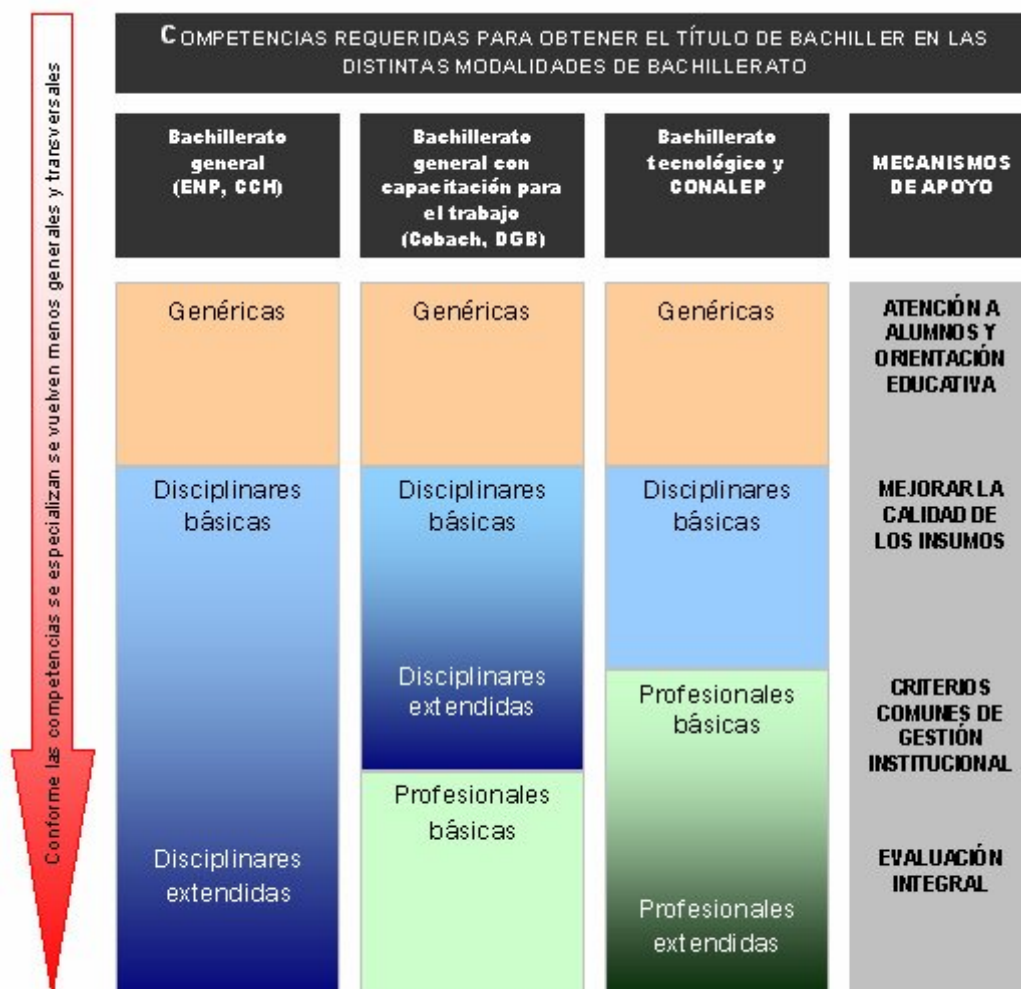 Conforme las competencias se especializan se vuelven menos generales y transversales
COMPETENCIAS REQUERIDAS PARA OBTENER EL TÍTULO DE BACHILLER EN LAS
DISTINTAS MODALIDADES DE BACHILLERATO
Bachillerato
general
(ENP, CCH)
Bachillerato
general con
capacitación para
el trabajo
(Cobach, DGB)
Bachillerato
tecnológico y
CONALEP
MECANISMOS
DE APOYO
Genéricas
Disciplinares
básicas
Disciplinares
extendidas
Genéricas
Disciplinares
básicas
Disciplinares
extendidas
Profesionales
básicas
Genéricas
Disciplinares
básicas
Profesionales
básicas
Profesionales
extendidas
ATENCIÓN A
ALUMNOS Y
ORIENTACIÓN
EDUCATIVA
MEJORAR LA
CALIDAD DE
LOS INSUMOS
CRITERIOS
COMUNES DE
GESTIÓN
INSTITUCIONAL
EVALUACIÓN
INTEGRAL